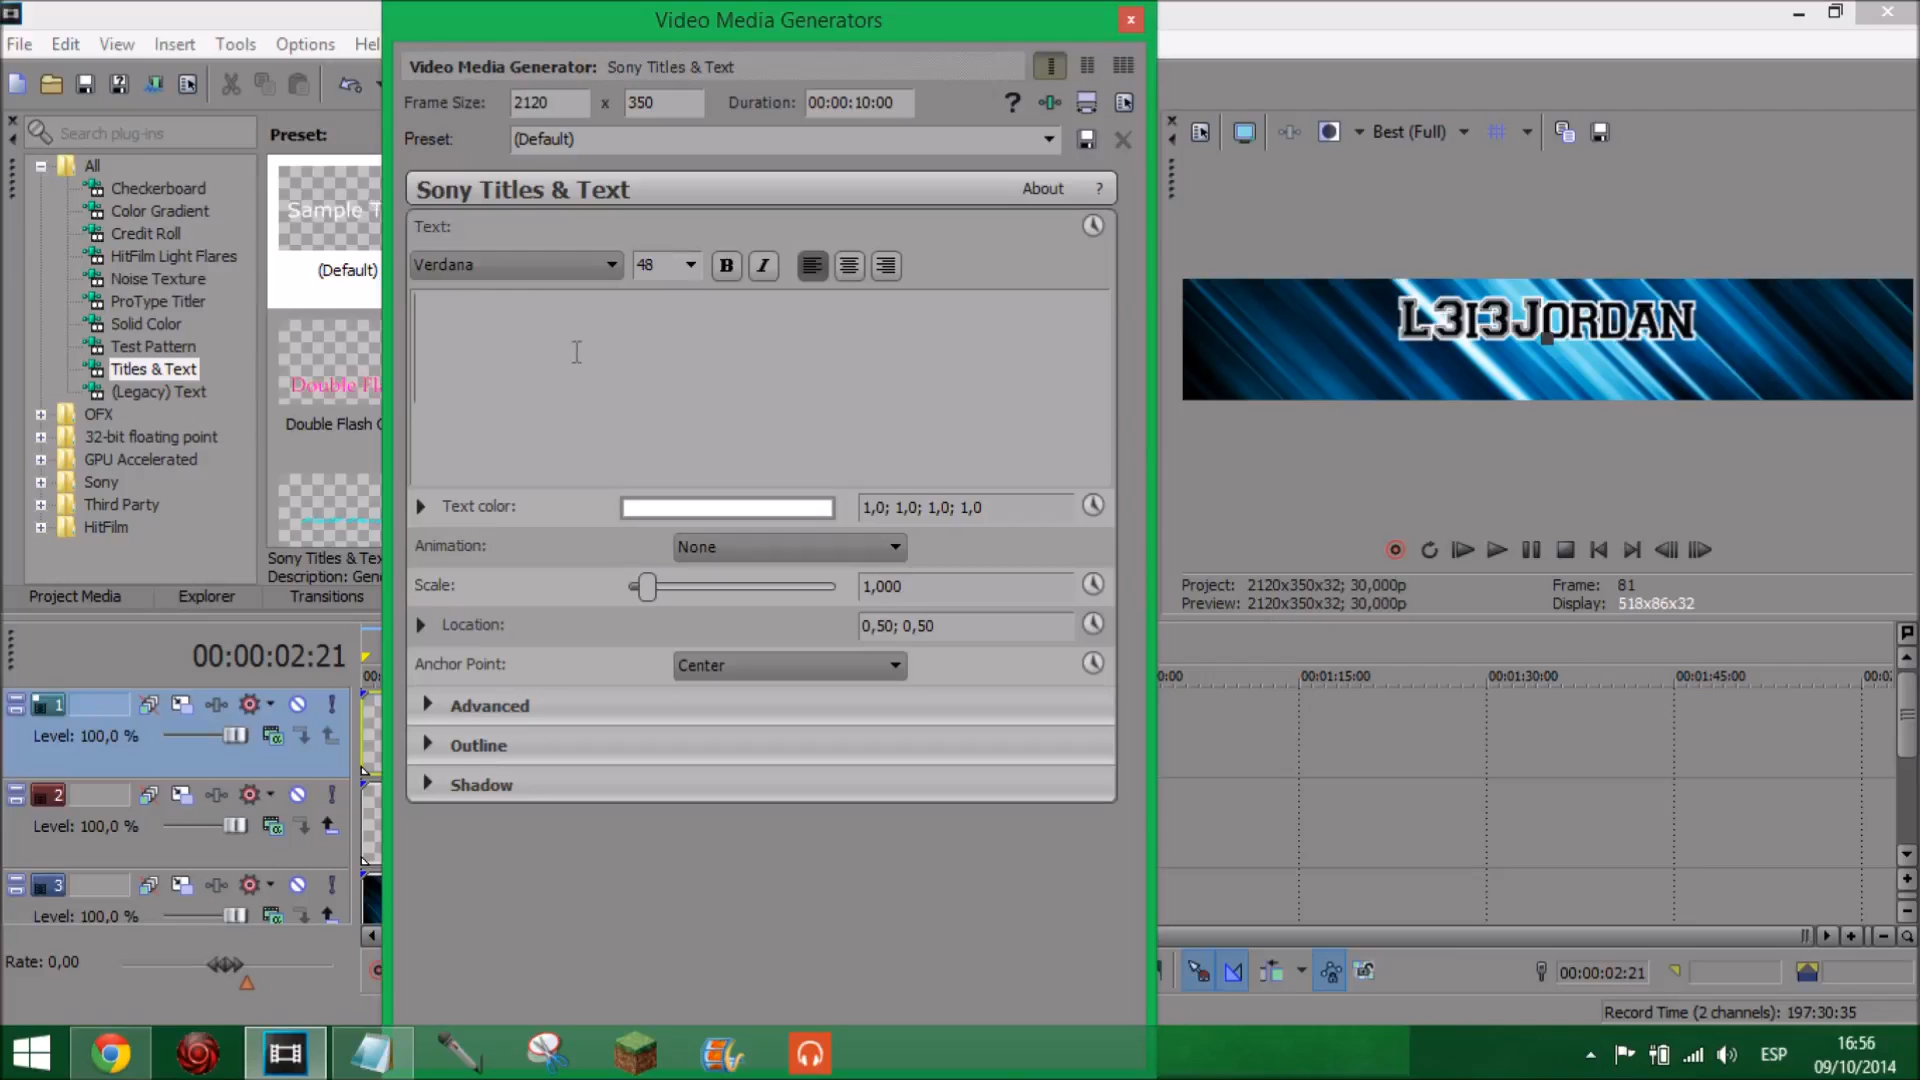 Video Media Generators
File Edit View Insert Tools Options Hel
Video Media Generator: Sony Titles & Text
Frame Size: 2120 x 350 Duration: 00:00:10:00 ?
Preset: (Default)
Search plug-ins
Preset:
Best (Full)
All
Checkerboard
Color Gradient
Credit Roll
HitFilm Light Flares
Noise Texture
ProType Titler
Solid Color
Test Pattern
Titles & Text
(Legacy) Text
OFX
32-bit floating point
GPU Accelerated
Sony
Third Party
HitFilm
Sample T
(Default)
Double Fl
Double Flash
Sony Titles & Tex
Description: Gene
Project Media Explorer Transitions
Sony Titles & Text About ?
Text:
Verdana 48 B I
Text color: 1,0; 1,0; 1,0; 1,0
Animation: None
Scale: 1,000
Location: 0,50; 0,50
Anchor Point: Center
Advanced
Outline
Shadow
L3i3Jordan
Project: 2120x350x32; 30,000p
Preview: 2120x350x32; 30,000p
Frame: 81
Display: 518x86x32
00:00:02:21
00:
0:00 00:01:15:00 00:01:30:00 00:01:45:00 00:0
1
Level: 100,0 %
2
Level: 100,0 %
3
Level: 100,0 %
Rate: 0,00
00:00:02:21
Record Time (2 channels): 197:30:35
ESP
16:56
09/10/2014